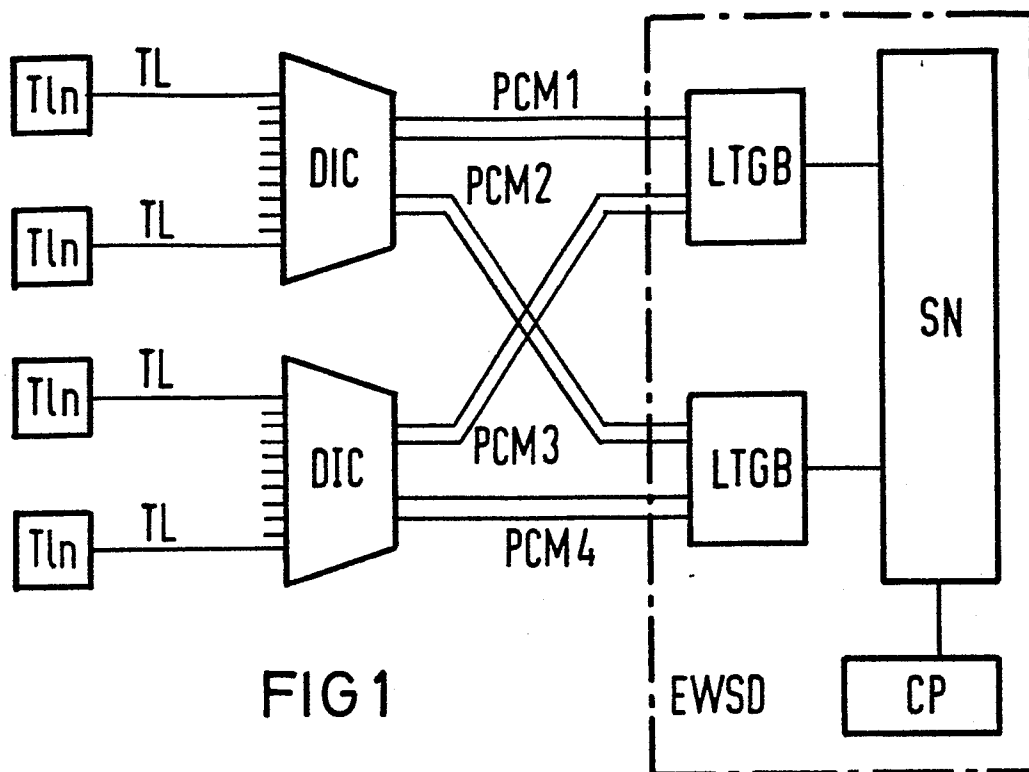 Tln
TL
DIC
PCM1
LTGB
SN
PCM2
Tln
TL
Tln
TL
DIC
PCM3
LTGB
Tln
TL
PCM4
EWSD
CP
FIG1